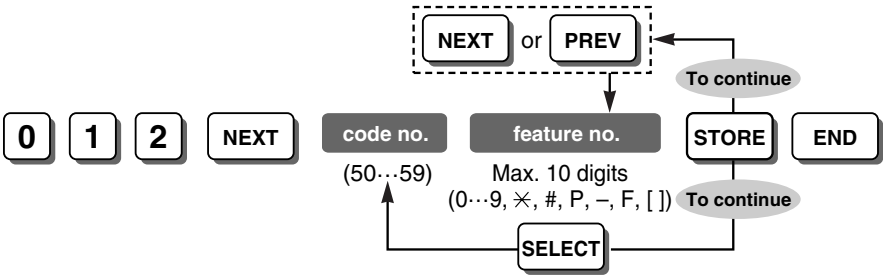 NEXT or PREV
To continue
0 1 2 NEXT code no. feature no. STORE END
(50⋯59) Max. 10 digits
(0⋯9, ✳, #, P, –, F, [ ]) To continue
SELECT